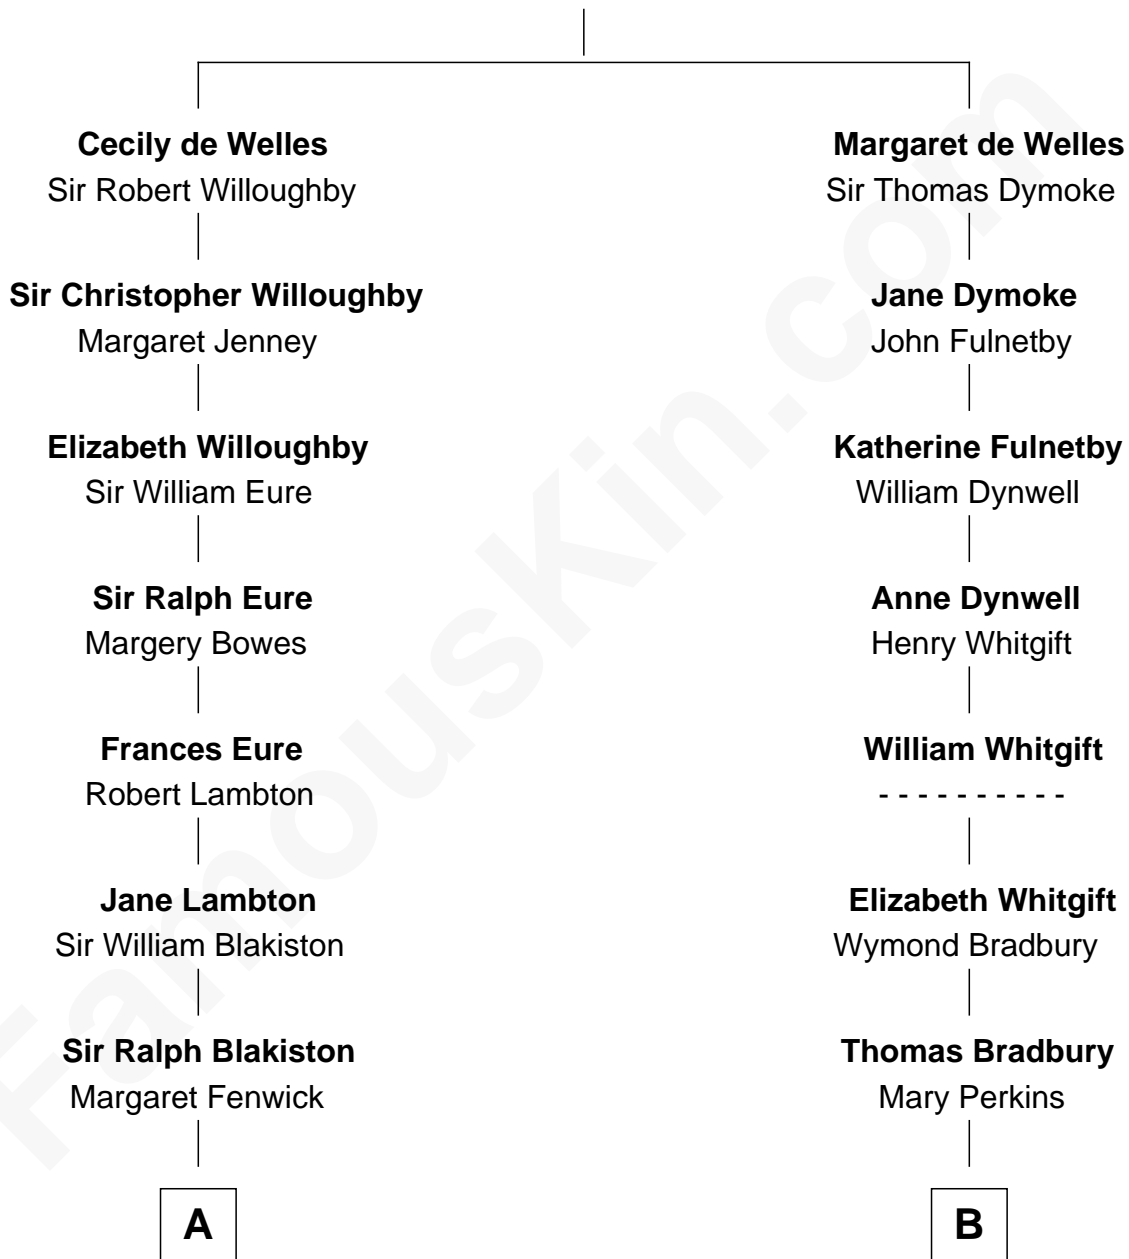 Cecily de Welles
Sir Robert Willoughby
Sir Christopher Willoughby
Margaret Jenney
Elizabeth Willoughby
Sir William Eure
Sir Ralph Eure
Margery Bowes
Frances Eure
Robert Lambton
Jane Lambton
Sir William Blakiston
Sir Ralph Blakiston
Margaret Fenwick
A
Margaret de Welles
Sir Thomas Dymoke
Jane Dymoke
John Fulnetby
Katherine Fulnetby
William Dynwell
Anne Dynwell
Henry Whitgift
William Whitgift
- - - - - - - - - -
Elizabeth Whitgift
Wymond Bradbury
Thomas Bradbury
Mary Perkins
B
FamousKin.com